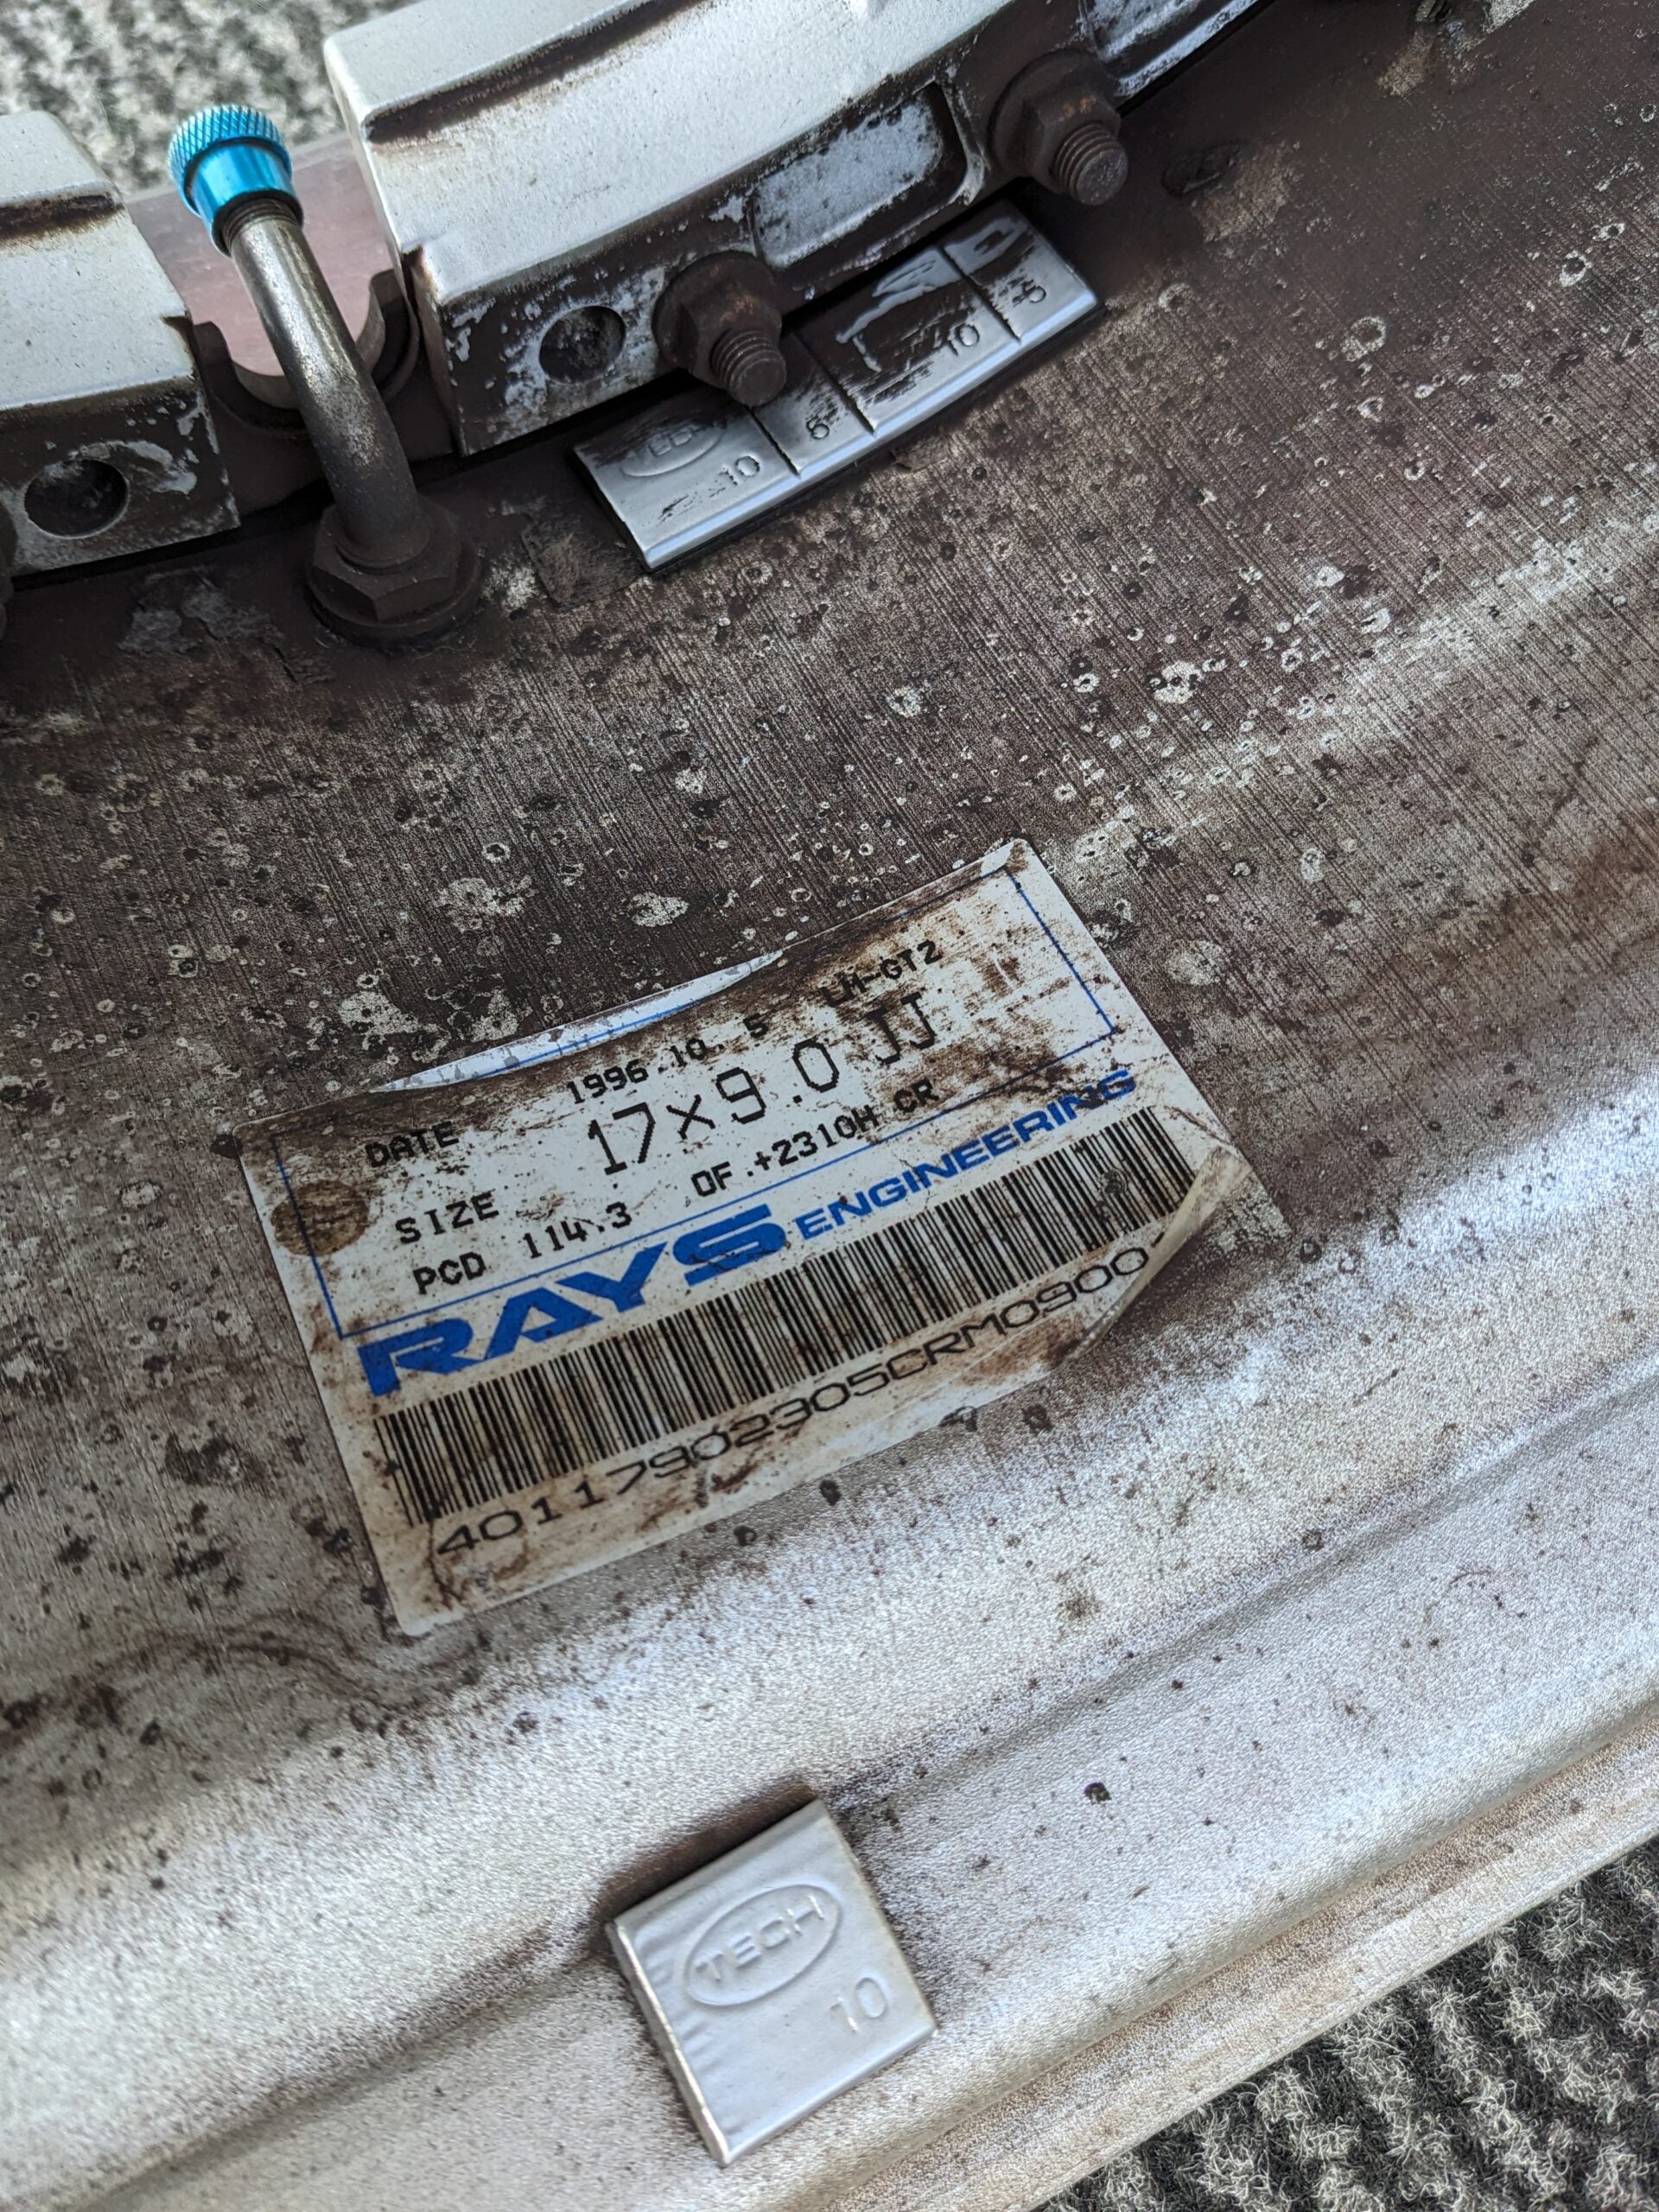 10 5 10 5
DATE 1996.10. 5 LM-GT2
SIZE 17×9.0 JJ
PCD 114.3 OF.+2310H CR
RAYS ENGINEERING
40117902305CRM0900
TECH
10